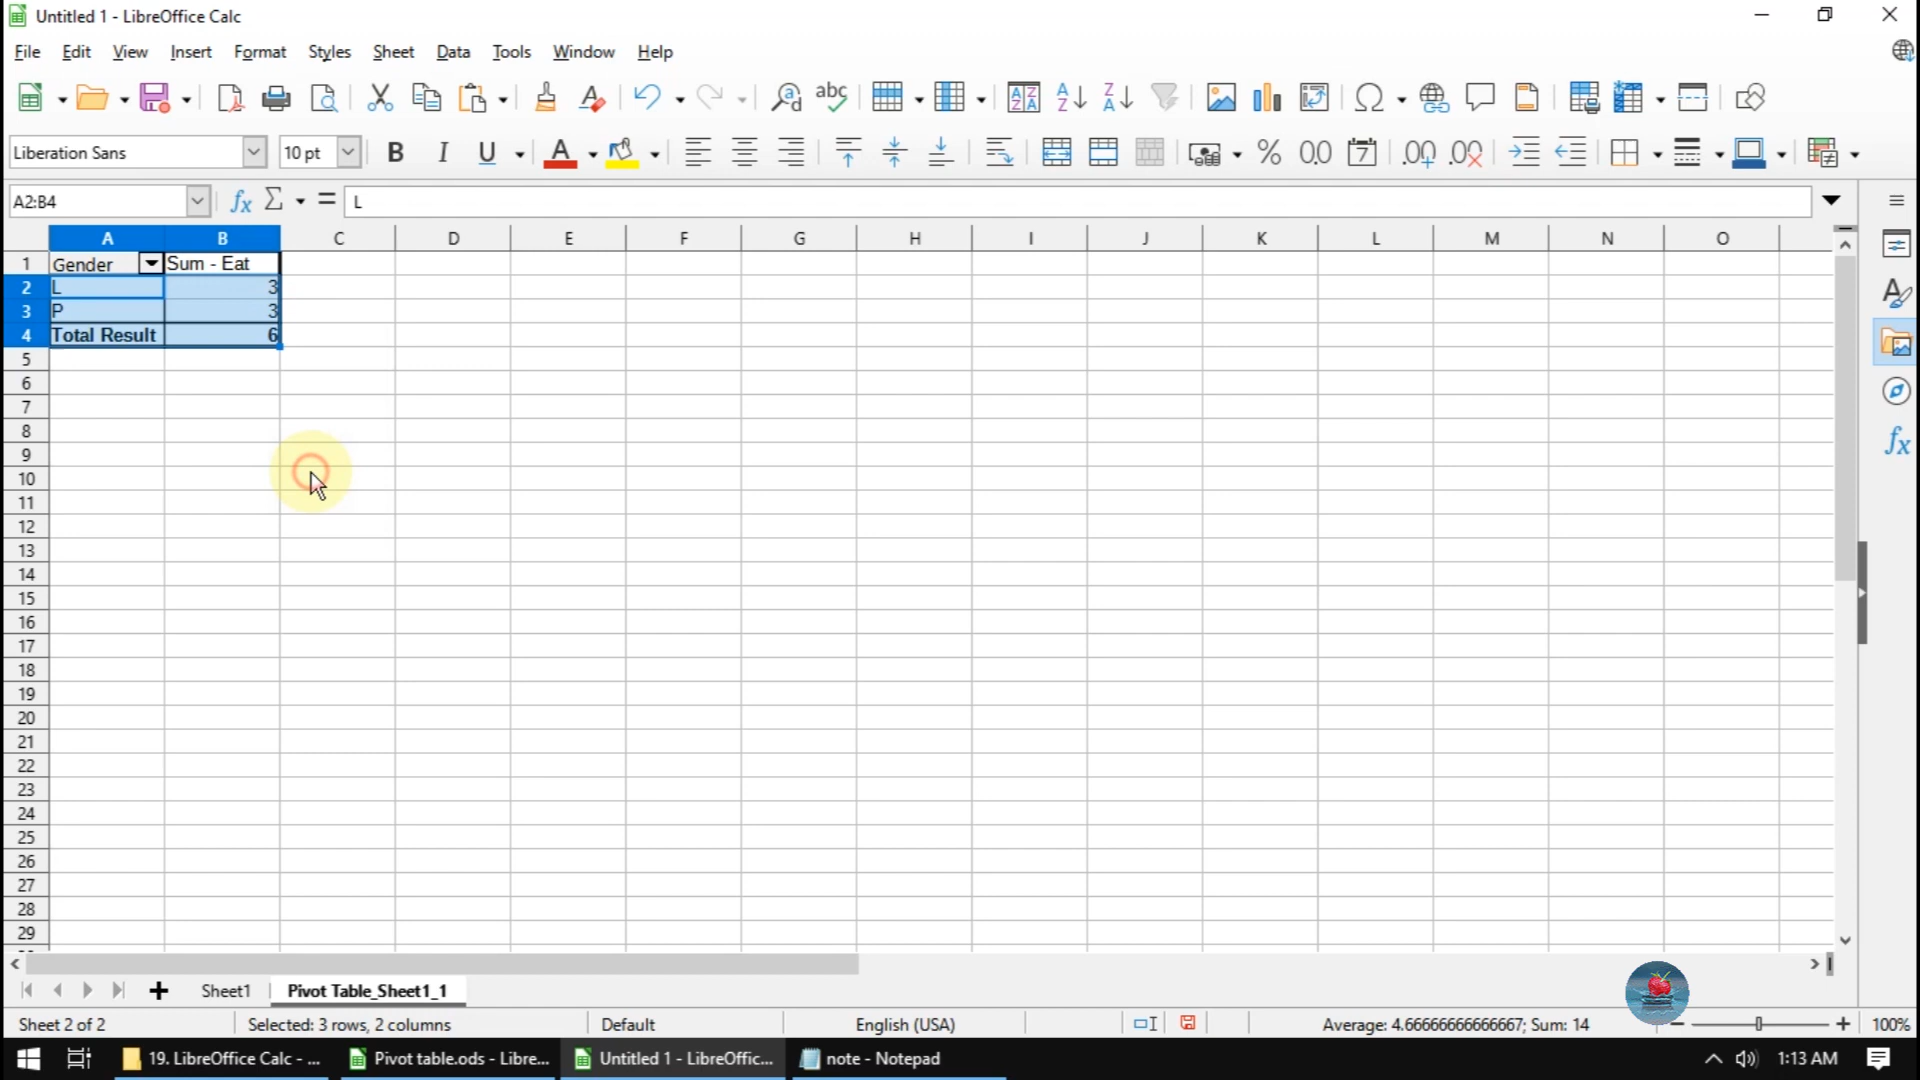 Untitled 1 - LibreOffice Calc
File Edit View Insert Format Styles Sheet Data Tools Window Help
Liberation Sans 10 pt
A2:B4 L
A B C D E F G H I J K L M N O
1 Gender Sum - Eat
2 L 3
3 P 3
4 Total Result 6
5
6
7
8
9
10
11
12
13
14
15
16
17
18
19
20
21
22
23
24
25
26
27
28
29
Sheet1 Pivot Table_Sheet1_1
Sheet 2 of 2 Selected: 3 rows, 2 columns Default English (USA) Average: 4.66666666666667; Sum: 14 100%
19. LibreOffice Calc - ... Pivot table.ods - Libre... Untitled 1 - LibreOffic... note - Notepad 1:13 AM